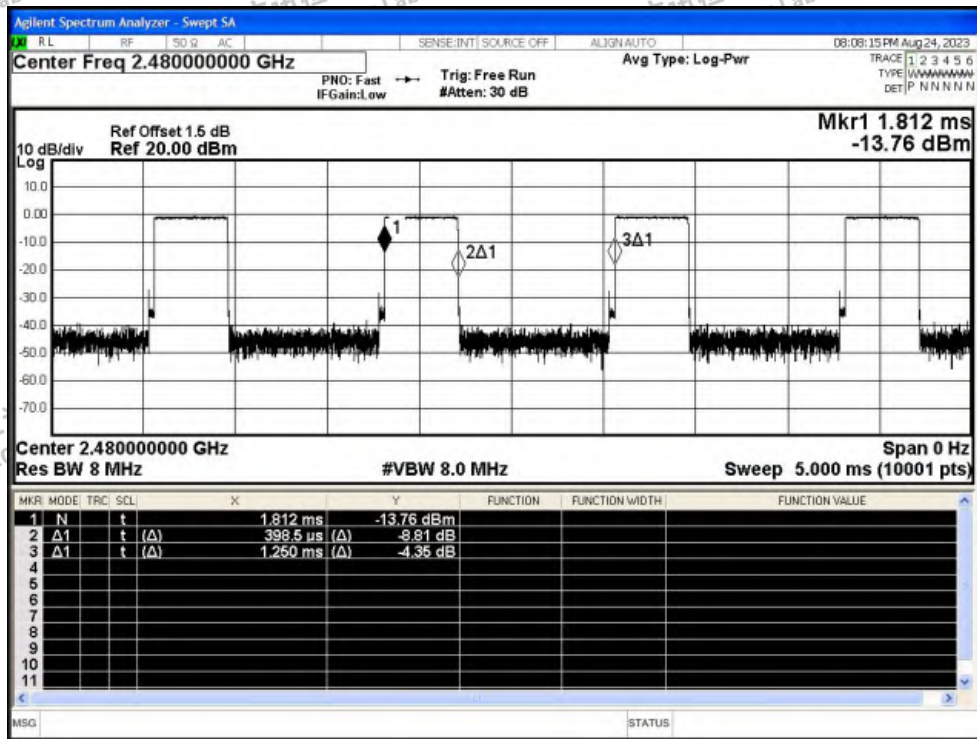 Agilent Spectrum Analyzer - Swept SA
RL RF 50 Ω AC SENSE:INT SOURCE OFF ALIGN AUTO 08:08:15 PM Aug 24, 2023
Center Freq 2.480000000 GHz Avg Type: Log-Pwr TRACE 1 2 3 4 5 6
PNO: Fast Trig: Free Run TYPE WWWWWW
IFGain:Low #Atten: 30 dB DET P N N N N N
Mkr1 1.812 ms
Ref Offset 1.5 dB
10 dB/div Ref 20.00 dBm -13.76 dBm
Log
10.0
0.00
-10.0
-20.0
-30.0
-40.0
-50.0
-60.0
-70.0
1
2Δ1
3Δ1
Center 2.480000000 GHz Span 0 Hz
Res BW 8 MHz #VBW 8.0 MHz Sweep 5.000 ms (10001 pts)
MKR MODE TRC SCL X Y FUNCTION FUNCTION WIDTH FUNCTION VALUE
1 N t 1.812 ms -13.76 dBm
2 Δ1 t (Δ) 398.5 µs (Δ) -8.81 dB
3 Δ1 t (Δ) 1.250 ms (Δ) -4.35 dB
4
5
6
7
8
9
10
11
MSG STATUS